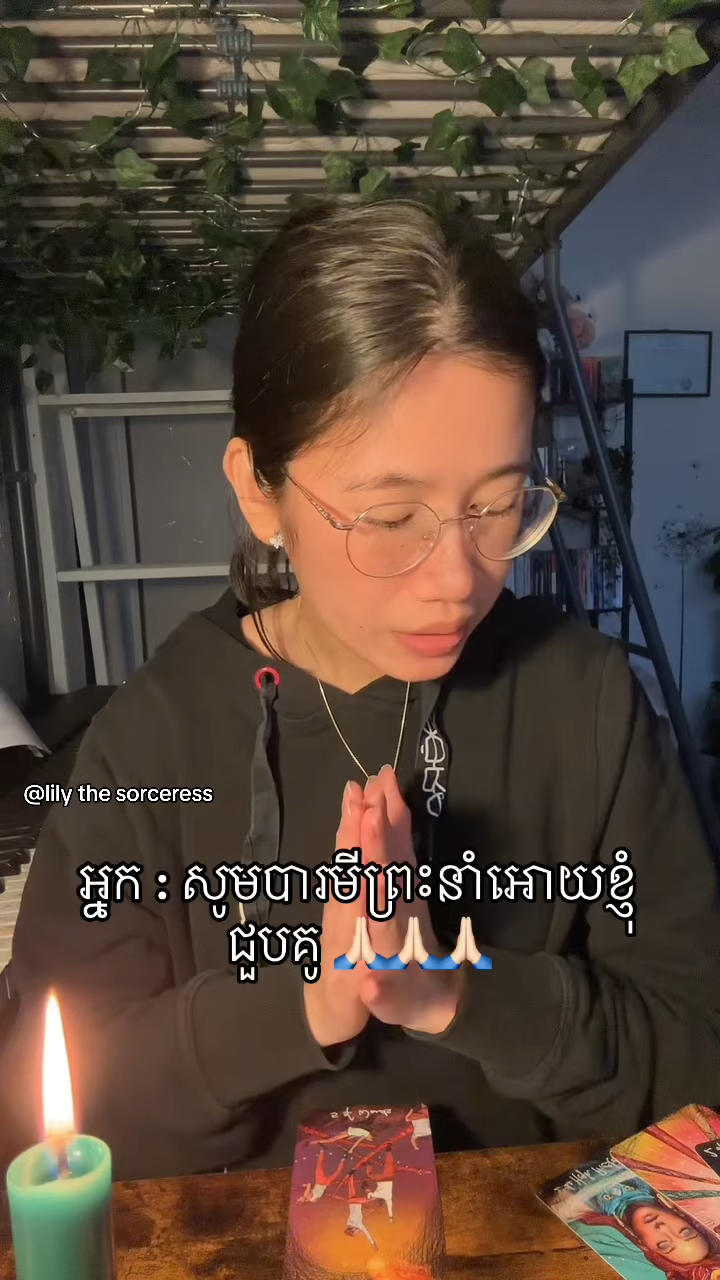 @lily the sorceress
អ្នក : សូមបារមីព្រះនាំអោយខ្ញុំ
ជួបគូ 🙏🏻🙏🏻🙏🏻